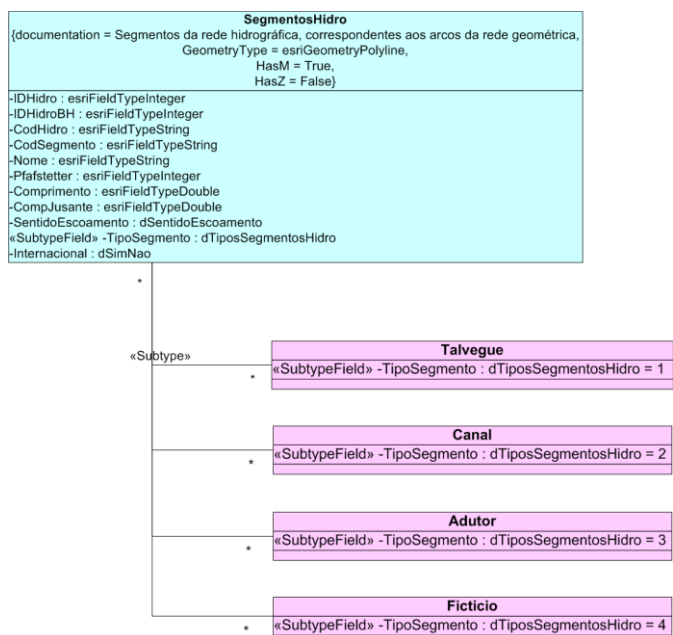 SegmentosHidro
{documentation = Segmentos da rede hidrográfica, correspondentes aos arcos da rede geométrica,
GeometryType = esriGeometryPolyline,
HasM = True,
HasZ = False}
-IDHidro : esriFieldTypeInteger
-IDHidroBH : esriFieldTypeInteger
-CodHidro : esriFieldTypeString
-CodSegmento : esriFieldTypeString
-Nome : esriFieldTypeString
-Pfafstetter : esriFieldTypeInteger
-Comprimento : esriFieldTypeDouble
-CompJusante : esriFieldTypeDouble
-SentidoEscoamento : dSentidoEscoamento
«SubtypeField» -TipoSegmento : dTiposSegmentosHidro
-Internacional : dSimNao
*
«Subtype»
Talvegue
«SubtypeField» -TipoSegmento : dTiposSegmentosHidro = 1
*
Canal
«SubtypeField» -TipoSegmento : dTiposSegmentosHidro = 2
*
Adutor
«SubtypeField» -TipoSegmento : dTiposSegmentosHidro = 3
*
Ficticio
«SubtypeField» -TipoSegmento : dTiposSegmentosHidro = 4
*